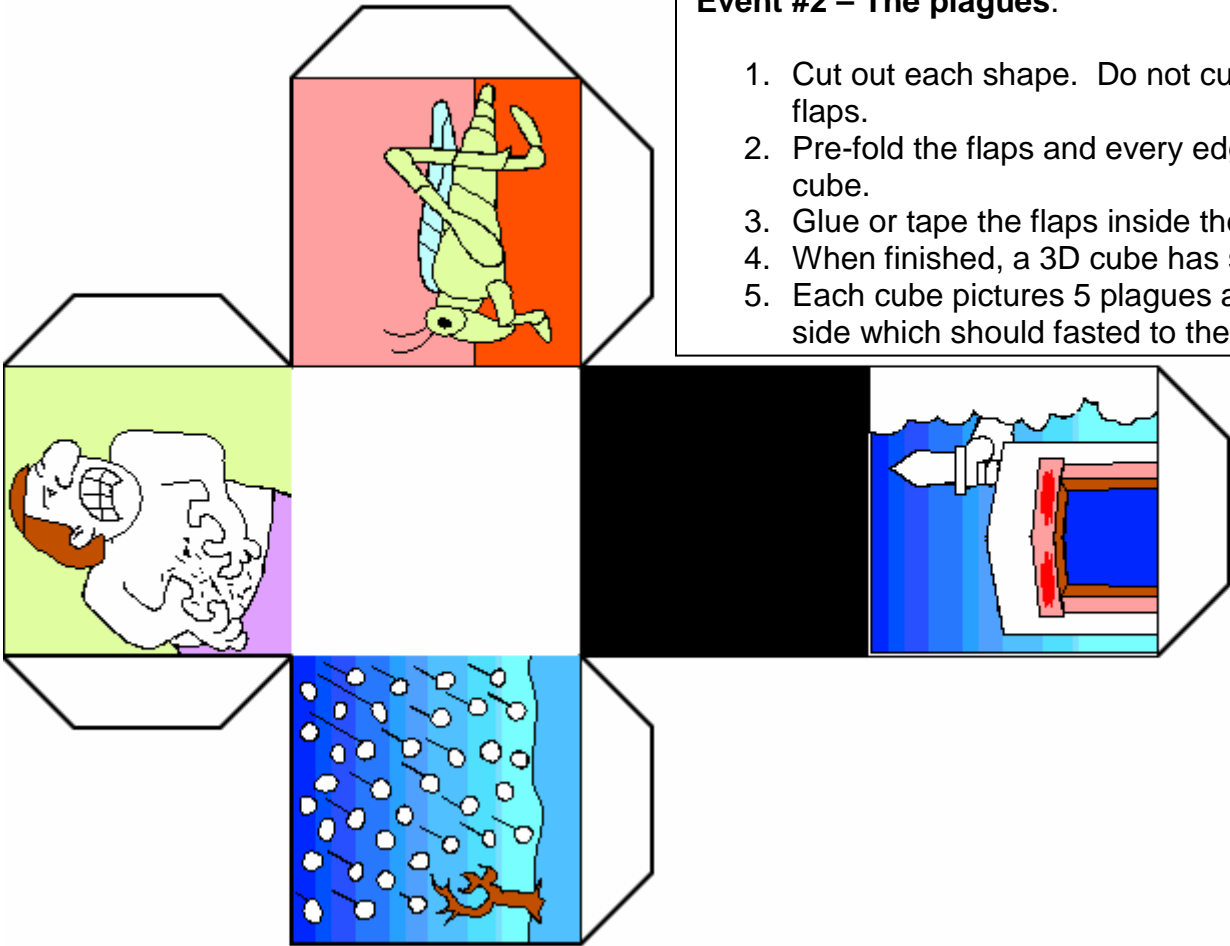 Event #2 – The plagues:
1. Cut out each shape. Do not cu
flaps.
2. Pre-fold the flaps and every ed
cube.
3. Glue or tape the flaps inside the
4. When finished, a 3D cube has s
5. Each cube pictures 5 plagues a
side which should fasted to the